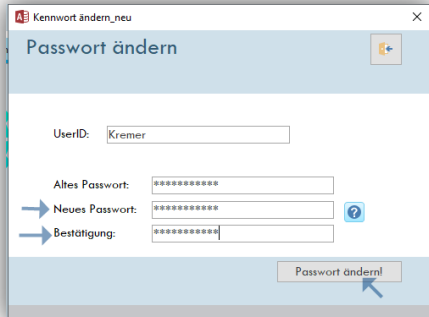 Kennwort ändern_neu
Passwort ändern
UserID: Kremer
Altes Passwort: ***********
Neues Passwort: ***********
Bestätigung: ***********
Passwort ändern!